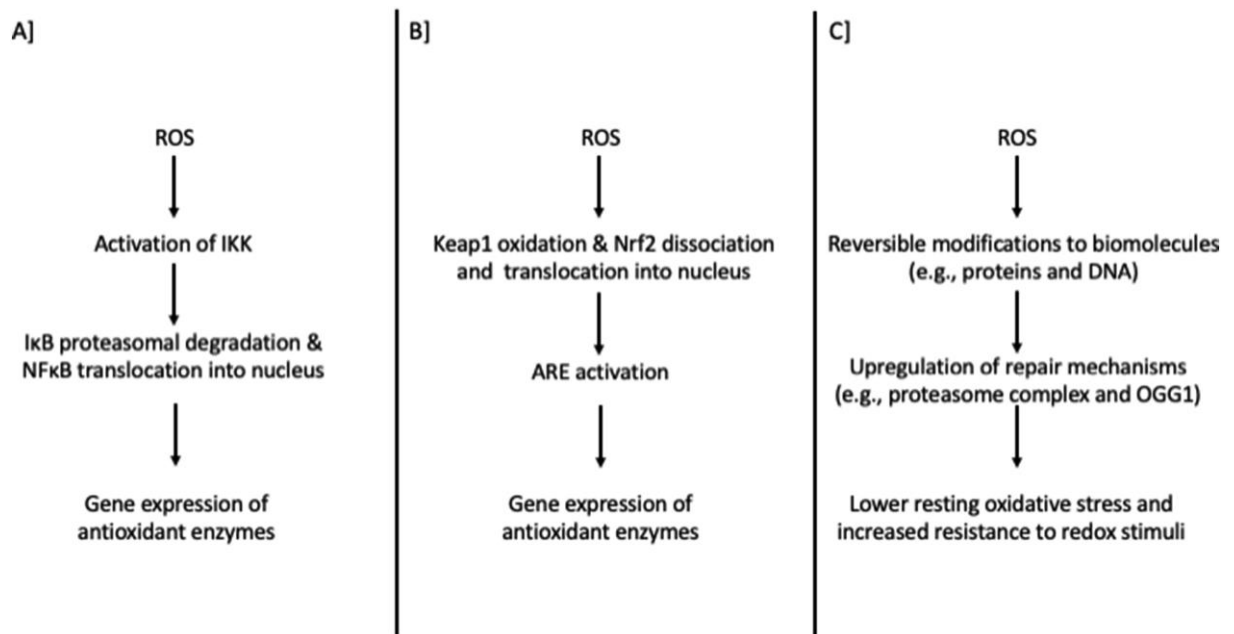 A]
ROS
Activation of IKK
IκB proteasomal degradation &
NFκB translocation into nucleus
Gene expression of
antioxidant enzymes
B]
ROS
Keap1 oxidation & Nrf2 dissociation
and translocation into nucleus
ARE activation
Gene expression of
antioxidant enzymes
C]
ROS
Reversible modifications to biomolecules
(e.g., proteins and DNA)
Upregulation of repair mechanisms
(e.g., proteasome complex and OGG1)
Lower resting oxidative stress and
increased resistance to redox stimuli